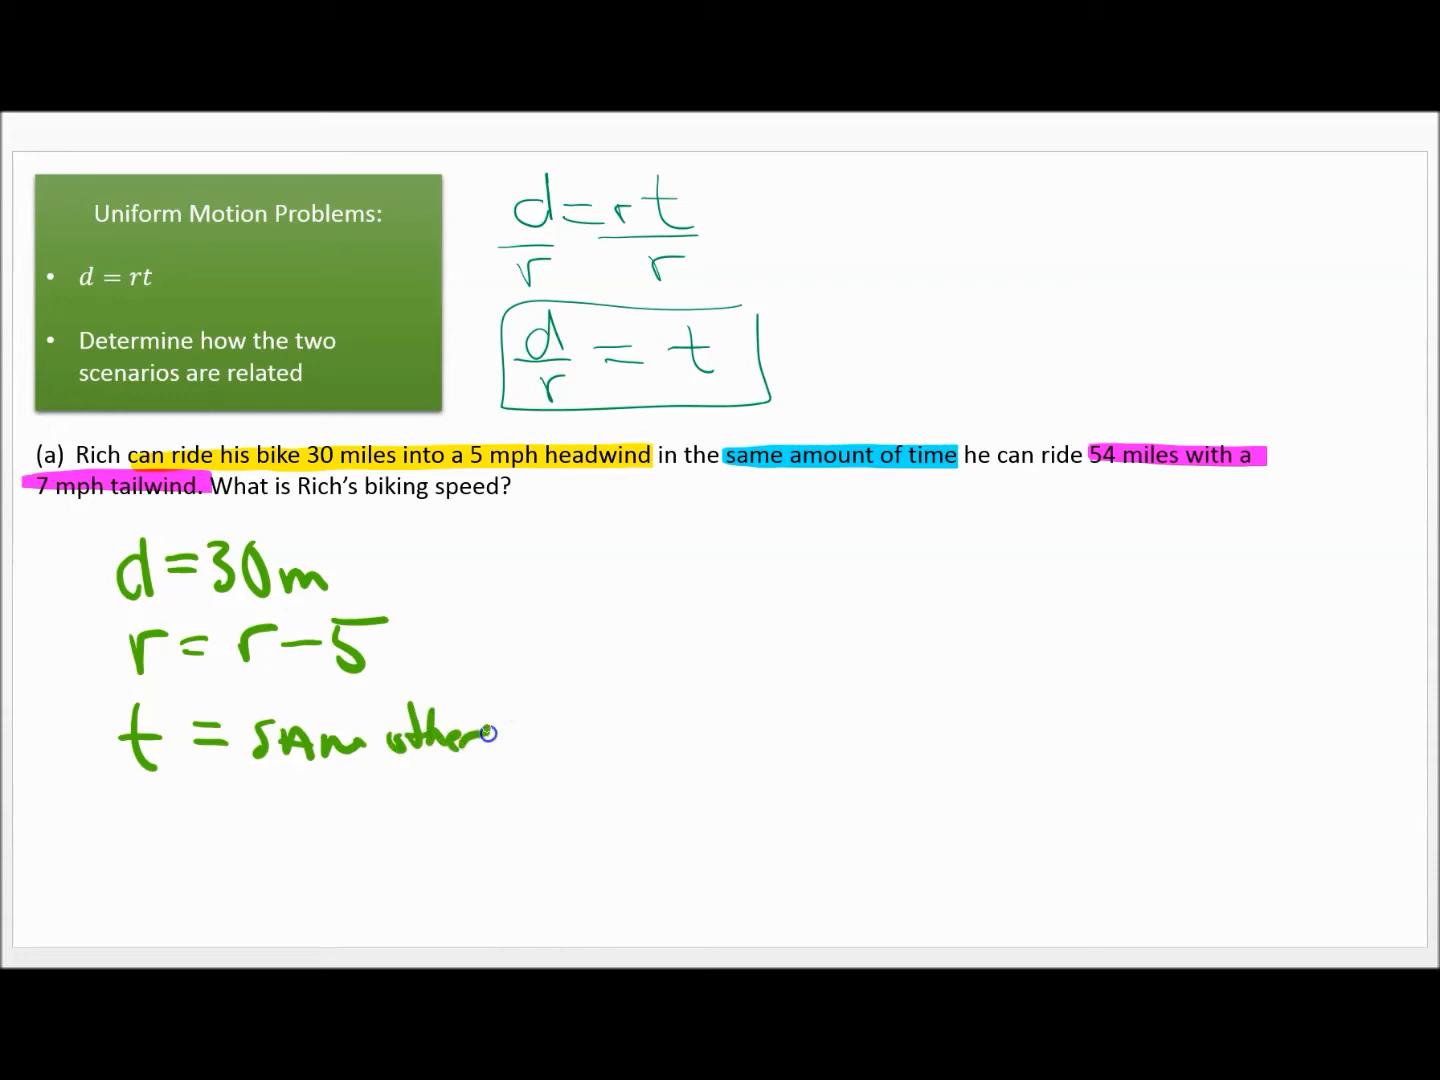 Uniform Motion Problems:
• d = rt
• Determine how the two
scenarios are related
d = rt
r r
d/r = t
(a) Rich can ride his bike 30 miles into a 5 mph headwind in the same amount of time he can ride 54 miles with a
7 mph tailwind. What is Rich's biking speed?
d = 30m
r = r - 5
t = SAm other